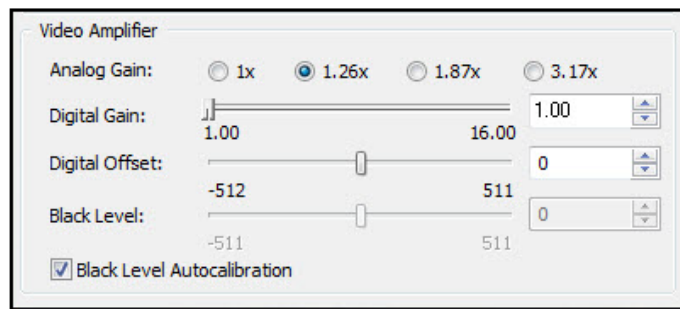 Video Amplifier
Analog Gain: 1x 1.26x 1.87x 3.17x
Digital Gain: 1.00
1.00 16.00
Digital Offset: 0
-512 511
Black Level: 0
-511 511
Black Level Autocalibration